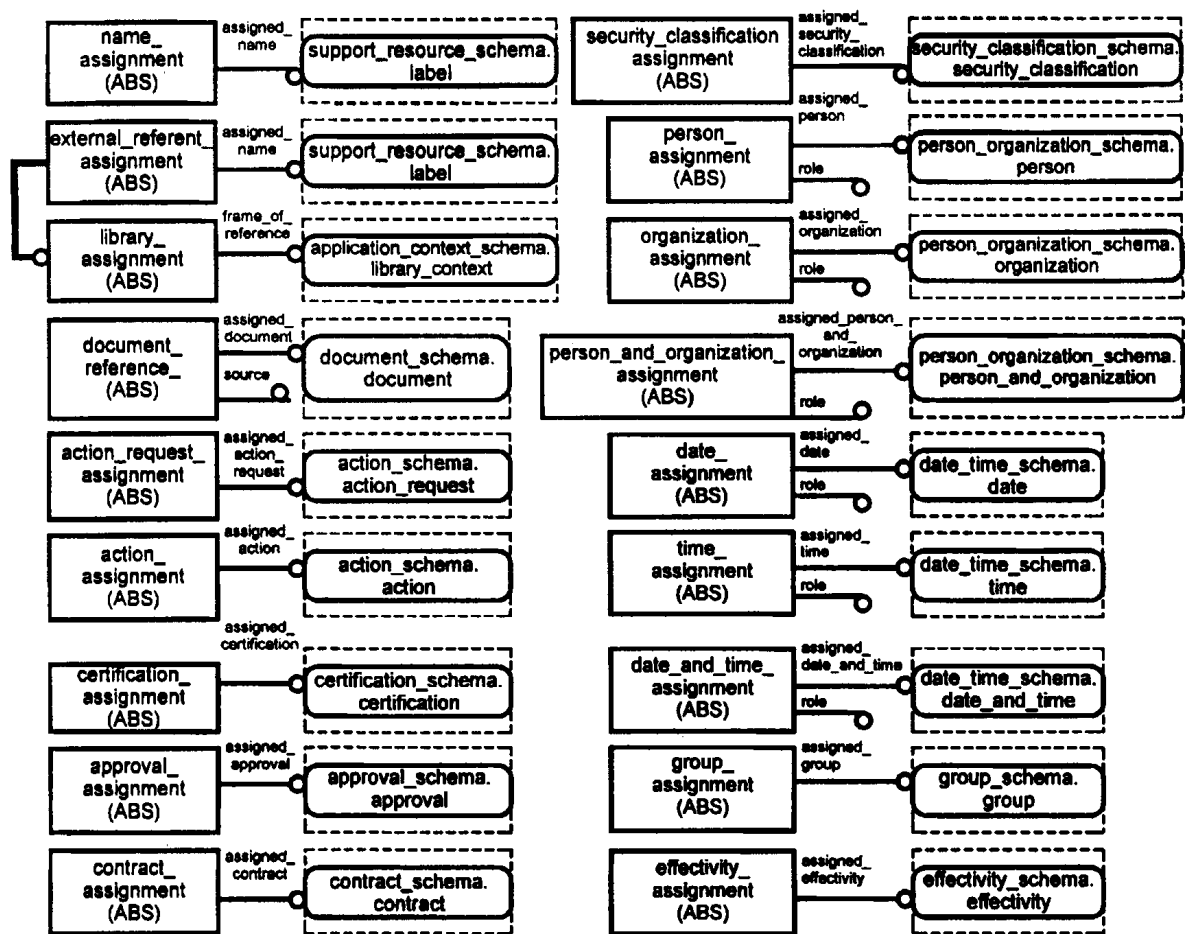 name_
assignment
(ABS)
assigned_
name
support_resource_schema.
label
external_referent_
assignment
(ABS)
assigned_
name
support_resource_schema.
label
library_
assignment
(ABS)
frame_of_
reference
application_context_schema.
library_context
document_
reference_
(ABS)
assigned_
document
source
document_schema.
document
action_request_
assignment
(ABS)
assigned_
action_
request
action_schema.
action_request
action_
assignment
(ABS)
assigned_
action
action_schema.
action
certification_
assignment
(ABS)
assigned_
certification
certification_schema.
certification
approval_
assignment
(ABS)
assigned_
approval
approval_schema.
approval
contract_
assignment
(ABS)
assigned_
contract
contract_schema.
contract
security_classification
assignment
(ABS)
assigned_
security_
classification
security_classification_schema.
security_classification
person_
assignment
(ABS)
assigned_
person
role
person_organization_schema.
person
organization_
assignment
(ABS)
assigned_
organization
role
person_organization_schema.
organization
person_and_organization_
assignment
(ABS)
assigned_person_
and_
organization
role
person_organization_schema.
person_and_organization
date_
assignment
(ABS)
assigned_
date
role
date_time_schema.
date
time_
assignment
(ABS)
assigned_
time
role
date_time_schema.
time
date_and_time_
assignment
(ABS)
assigned_
date_and_time
role
date_time_schema.
date_and_time
group_
assignment
(ABS)
assigned_
group
group_schema.
group
effectivity_
assignment
(ABS)
assigned_
effectivity
effectivity_schema.
effectivity